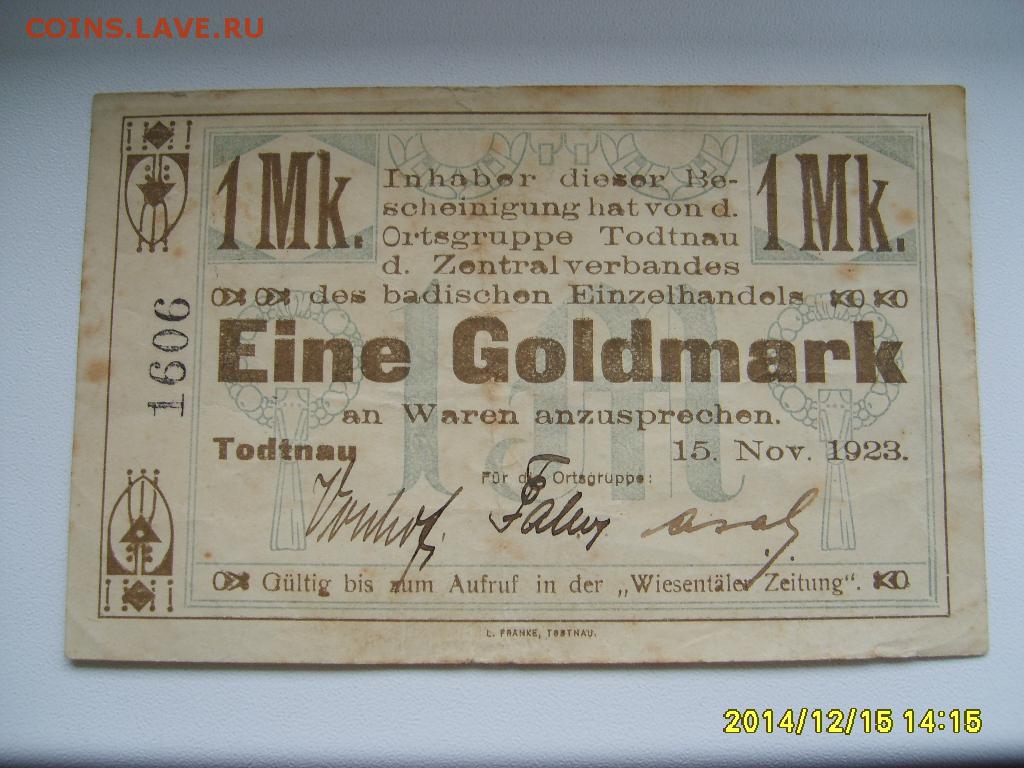 COINS.LAVE.RU
1 Mk.
1 Mk.
Inhaber dieser Be-
scheinigung hat von d.
Ortsgruppe Todtnau
d. Zentralverbandes
des badischen Einzelhandels
Eine Goldmark
an Waren anzusprechen.
Todtnau 15. Nov. 1923.
Für die Ortsgruppe:
Gültig bis zum Aufruf in der „Wiesentäler Zeitung“.
L. FRANKE, TODTNAU.
1606
1M
2014/12/15 14:15